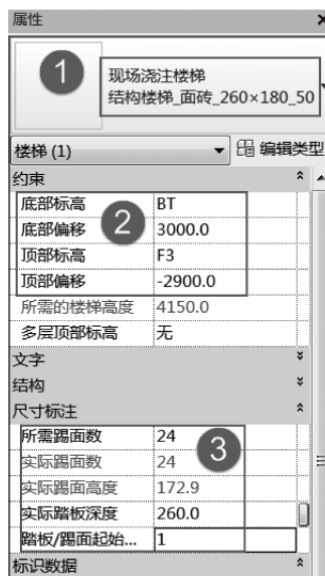 属性
1
现场浇注楼梯
结构楼梯_面砖_260×180_50
楼梯 (1) 编辑类型
约束
底部标高 BT
底部偏移 3000.0
2
顶部标高 F3
顶部偏移 -2900.0
所需的楼梯高度 4150.0
多层顶部标高 无
文字
结构
尺寸标注
所需踢面数 24
3
实际踢面数 24
实际踢面高度 172.9
实际踏板深度 260.0
踏板/踢面起始... 1
标识数据